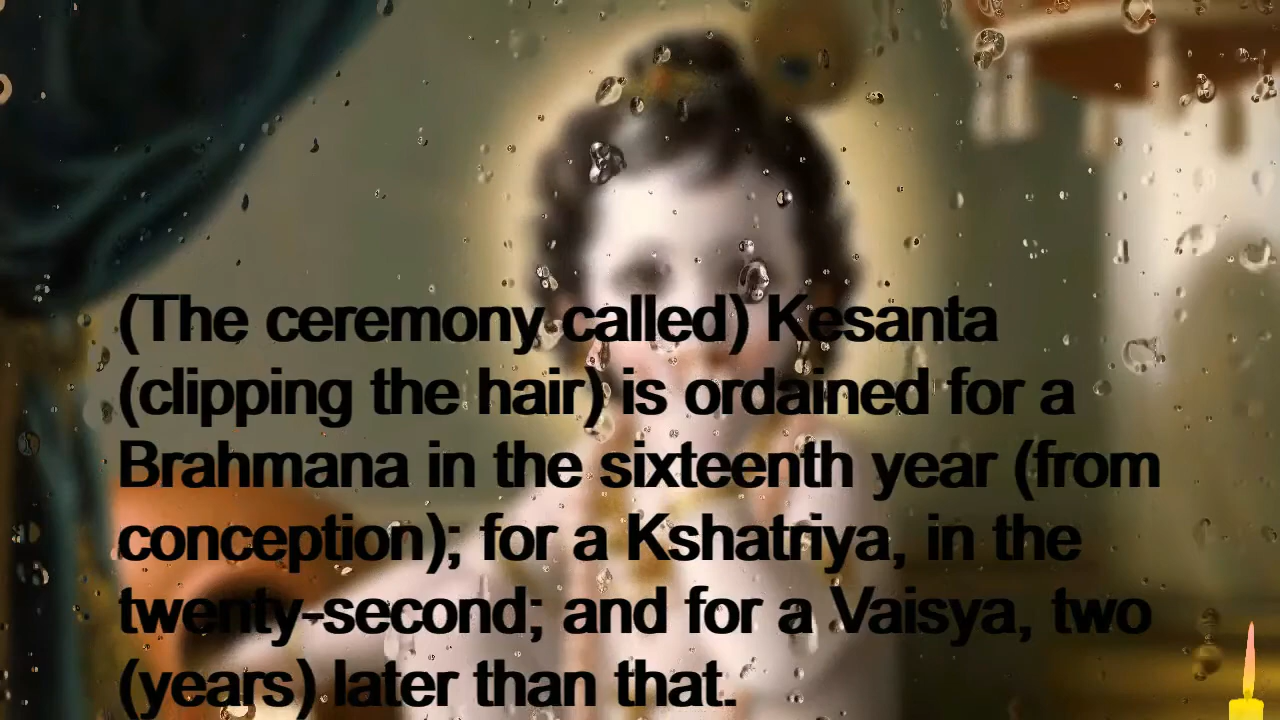 (The ceremony called) Kesanta
(clipping the hair) is ordained for a
Brahmana in the sixteenth year (from
conception); for a Kshatriya, in the
twenty-second; and for a Vaisya, two
(years) later than that.